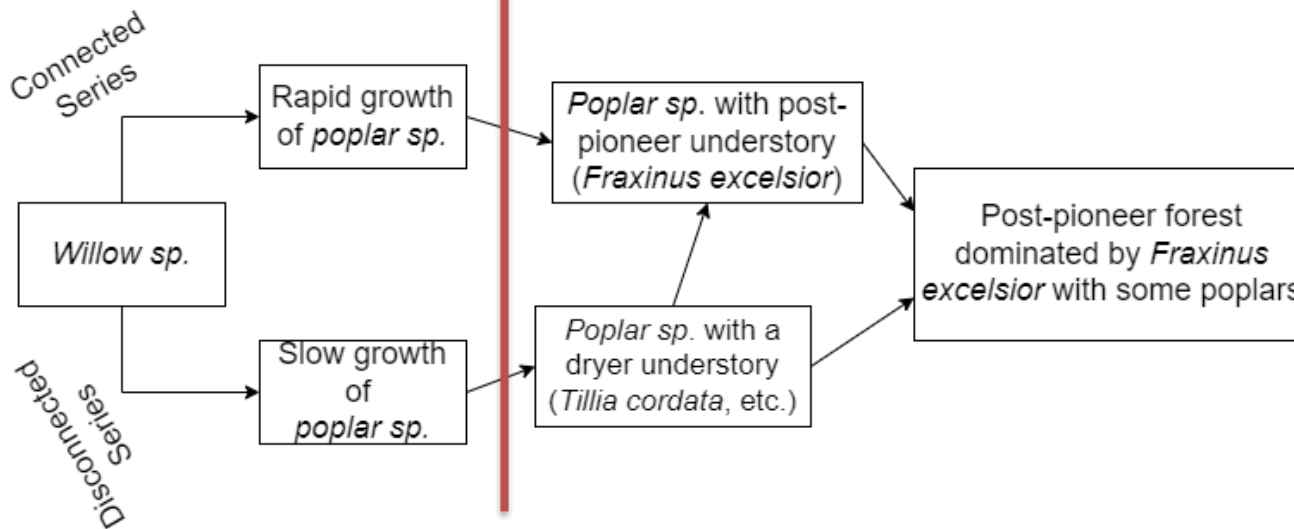 Connected
Series
Rapid growth
of poplar sp.
Poplar sp. with post-
pioneer understory
(Fraxinus excelsior)
Willow sp.
Post-pioneer forest
dominated by Fraxinus
excelsior with some poplars
Slow growth
of
poplar sp.
Poplar sp. with a
dryer understory
(Tillia cordata, etc.)
Disconnected
Series